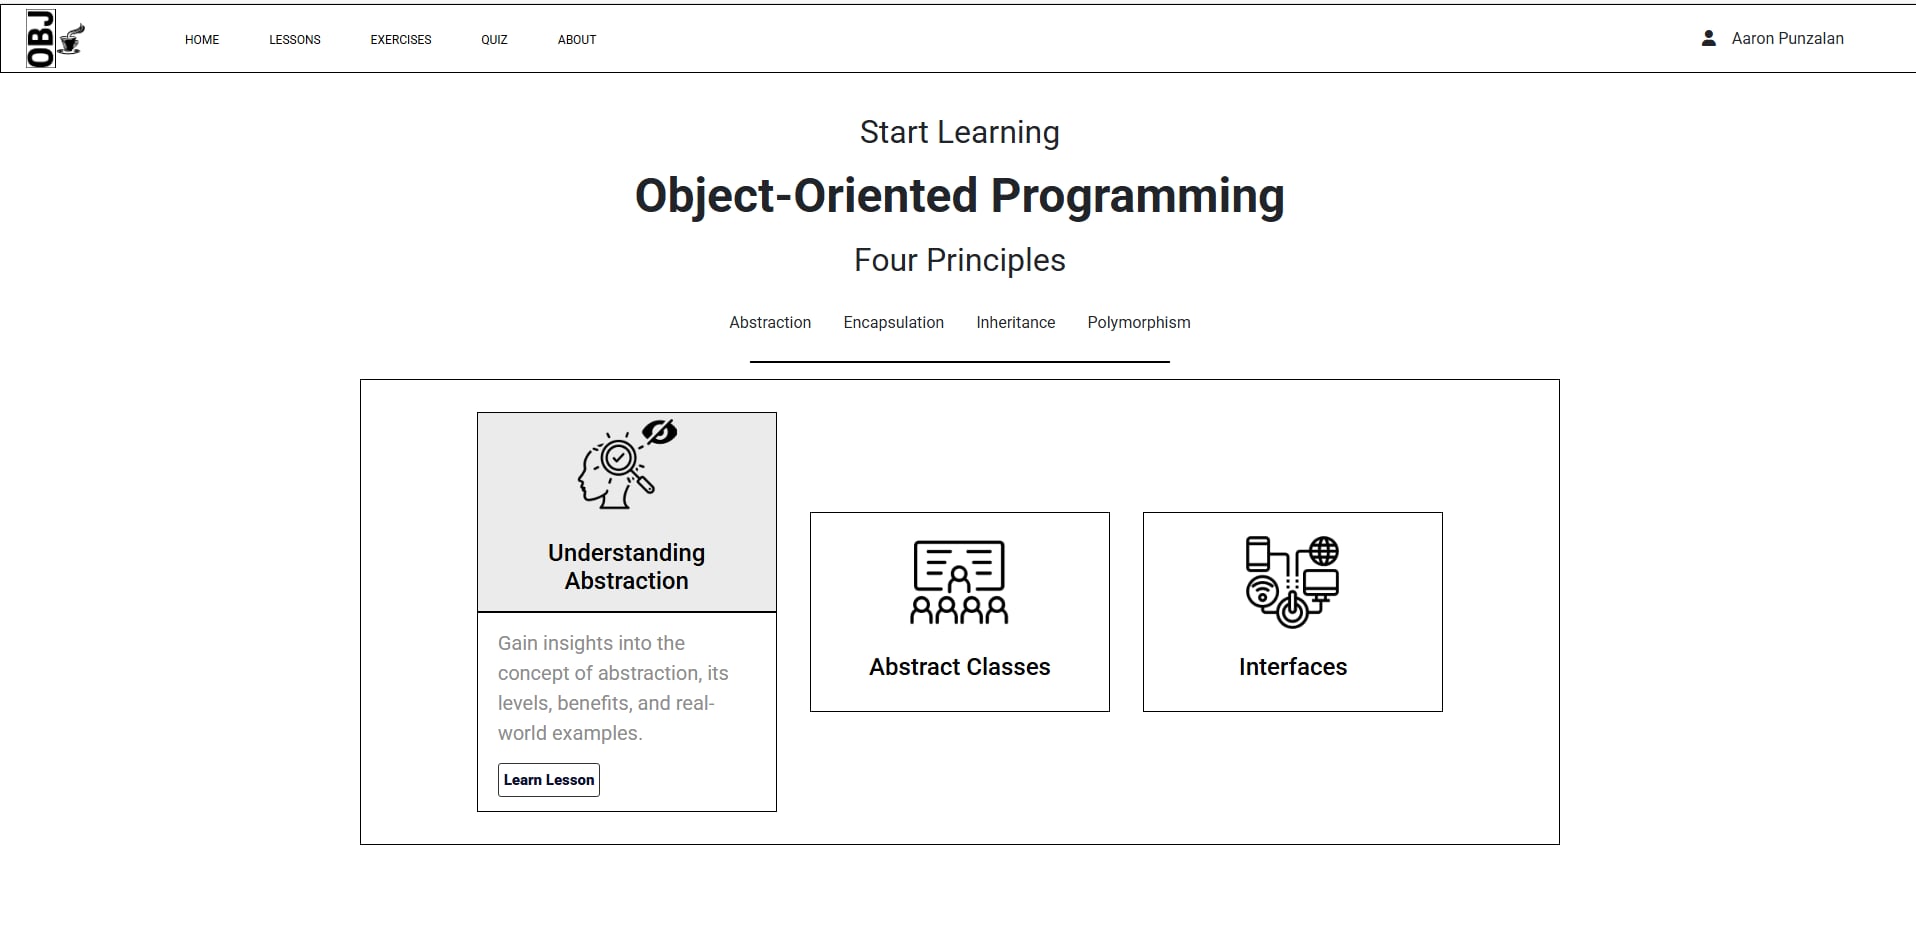 OBJ
HOME LESSONS EXERCISES QUIZ ABOUT
Aaron Punzalan
Start Learning
Object-Oriented Programming
Four Principles
Abstraction Encapsulation Inheritance Polymorphism
Understanding
Abstraction
Gain insights into the
concept of abstraction, its
levels, benefits, and real-
world examples.
Learn Lesson
Abstract Classes
Interfaces